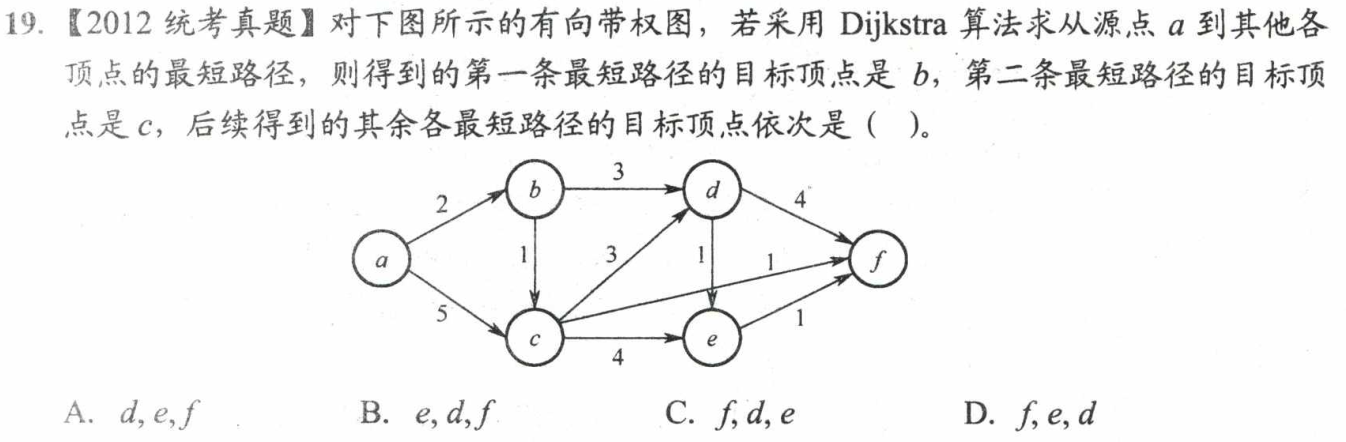 19.【2012 统考真题】对下图所示的有向带权图，若采用 Dijkstra 算法求从源点 a 到其他各
顶点的最短路径，则得到的第一条最短路径的目标顶点是 b，第二条最短路径的目标顶
点是 c，后续得到的其余各最短路径的目标顶点依次是（ ）。
b 3 d
2 4
a 1 3 1 1 f
5 1
c 4 e
A. d, e, f B. e, d, f C. f, d, e D. f, e, d